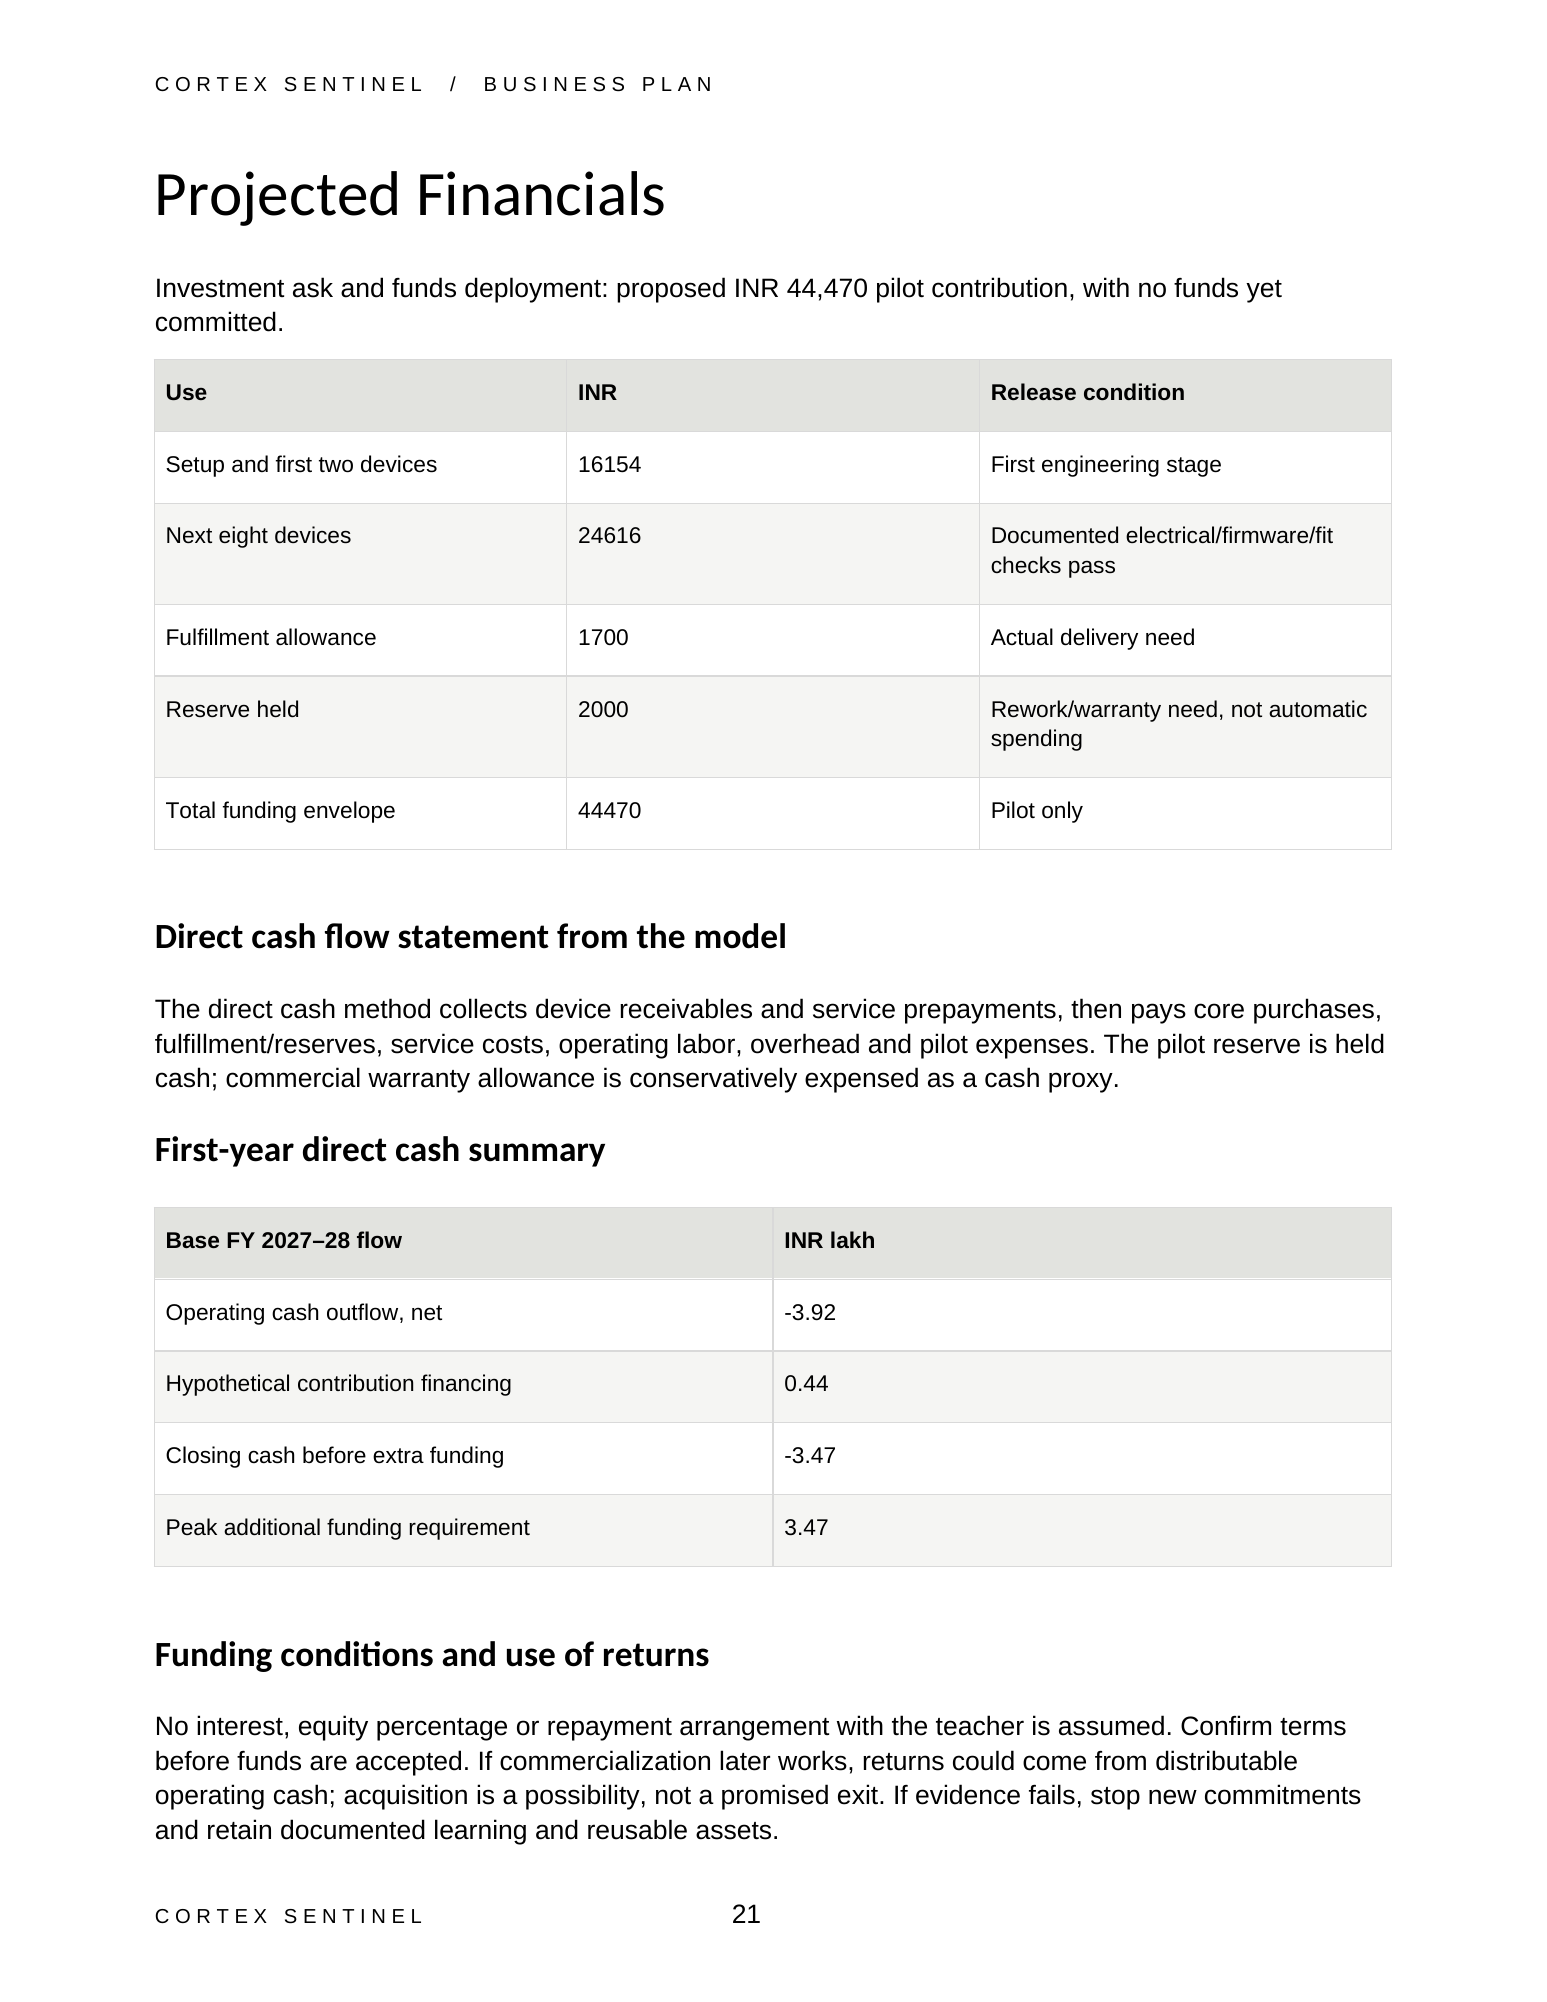 CORTEX SENTINEL / BUSINESS PLAN
Projected Financials
Investment ask and funds deployment: proposed INR 44,470 pilot contribution, with no funds yet
committed.
Use INR Release condition
Setup and first two devices 16154 First engineering stage
Next eight devices 24616 Documented electrical/firmware/fit
checks pass
Fulfillment allowance 1700 Actual delivery need
Reserve held 2000 Rework/warranty need, not automatic
spending
Total funding envelope 44470 Pilot only
Direct cash flow statement from the model
The direct cash method collects device receivables and service prepayments, then pays core purchases,
fulfillment/reserves, service costs, operating labor, overhead and pilot expenses. The pilot reserve is held
cash; commercial warranty allowance is conservatively expensed as a cash proxy.
First-year direct cash summary
Base FY 2027–28 flow INR lakh
Operating cash outflow, net -3.92
Hypothetical contribution financing 0.44
Closing cash before extra funding -3.47
Peak additional funding requirement 3.47
Funding conditions and use of returns
No interest, equity percentage or repayment arrangement with the teacher is assumed. Confirm terms
before funds are accepted. If commercialization later works, returns could come from distributable
operating cash; acquisition is a possibility, not a promised exit. If evidence fails, stop new commitments
and retain documented learning and reusable assets.
CORTEX SENTINEL 21